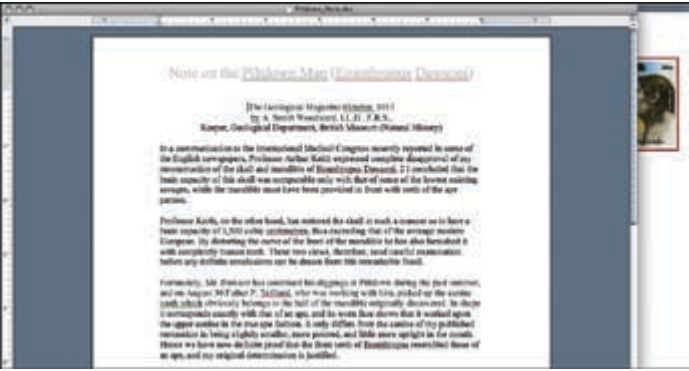 Note on the Piltdown Man (Eoanthropus Dawsoni)
The Geological Magazine October, 1913
by A. Smith Woodward, LL.D., F.R.S.,
Keeper, Geological Department, British Museum (Natural History)
In a communication to the International Medical Congress recently reported in some of
the English newspapers, Professor Arthur Keith expressed complete disapproval of my
reconstruction of the skull and mandible of Eoanthropus Dawsoni. I concluded that the
brain capacity of this skull was comparable only with that of some of the lowest existing
savages, while the mandible must have been provided in front with teeth of the ape
pattern.
Professor Keith, on the other hand, has restored the skull in such a manner as to have a
brain capacity of 1,500 cubic centimetres, thus exceeding that of the average modern
European. By distorting the curve of the front of the mandible he has also furnished it
with completely human teeth. These two views, therefore, need careful examination
before any definite conclusions can be drawn from this remarkable fossil.
Fortunately, Mr. Dawson has continued his diggings at Piltdown during the past summer,
and on August 30 Father P. Teilhard, who was working with him, picked up the canine
tooth which obviously belongs to the half of the mandible originally discovered. In shape
it corresponds exactly with that of an ape, and its worn face shows that it worked upon
the upper canine in the true ape fashion. It only differs from the canine of my published
restoration in being slightly smaller, more pointed, and little more upright in the mouth.
Hence we have now definite proof that the front teeth of Eoanthropus resembled those of
an ape, and my original determination is justified.